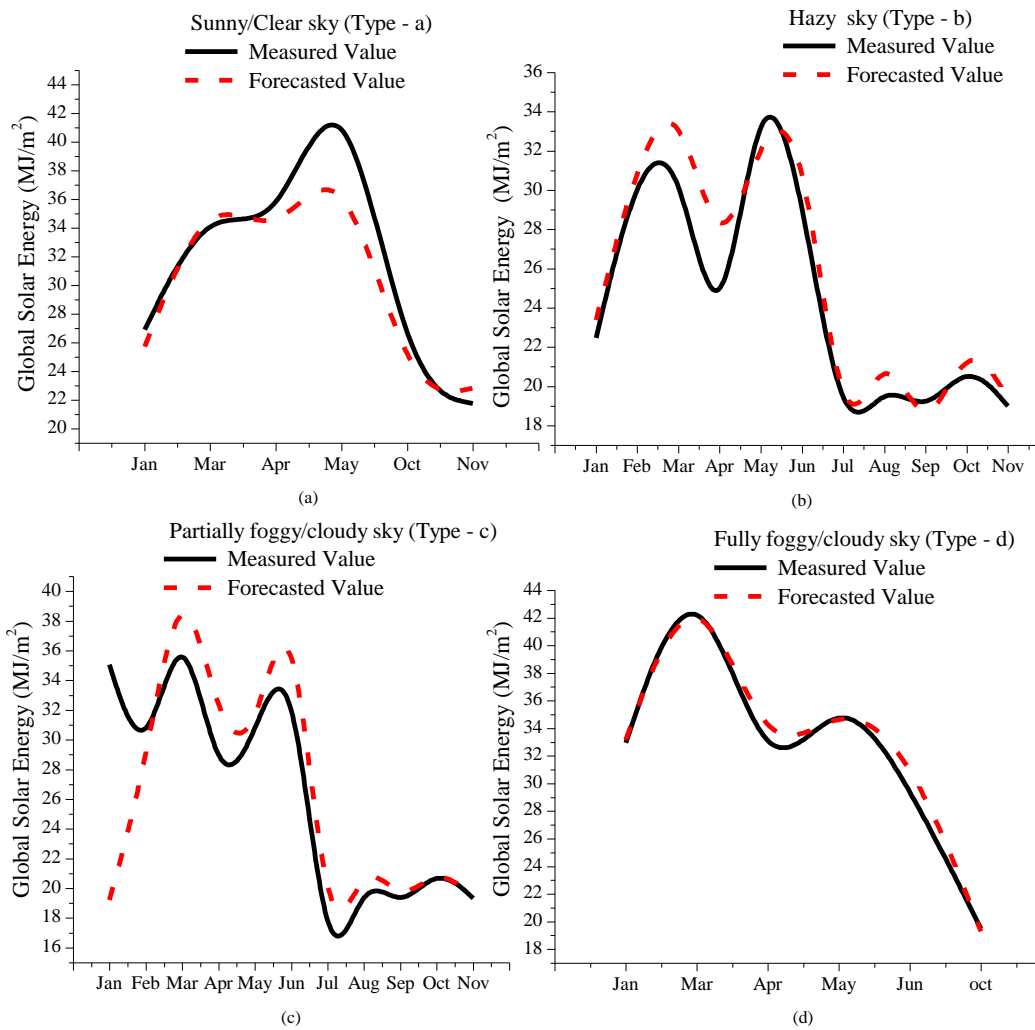 Sunny/Clear sky (Type - a)
Measured Value
Forecasted Value
Global Solar Energy (MJ/m²)
44
42
40
38
36
34
32
30
28
26
24
22
20
Jan Mar Apr May Oct Nov
(a)
Hazy sky (Type - b)
Measured Value
Forecasted Value
Global Solar Energy (MJ/m²)
36
34
32
30
28
26
24
22
20
18
Jan Feb Mar Apr May Jun Jul Aug Sep Oct Nov
(b)
Partially foggy/cloudy sky (Type - c)
Measured Value
Forecasted Value
Global Solar Energy (MJ/m²)
40
38
36
34
32
30
28
26
24
22
20
18
16
Jan Feb Mar Apr May Jun Jul Aug Sep Oct Nov
(c)
Fully foggy/cloudy sky (Type - d)
Measured Value
Forecasted Value
Global Solar Energy (MJ/m²)
44
42
40
38
36
34
32
30
28
26
24
22
20
18
Jan Mar Apr May Jun oct
(d)